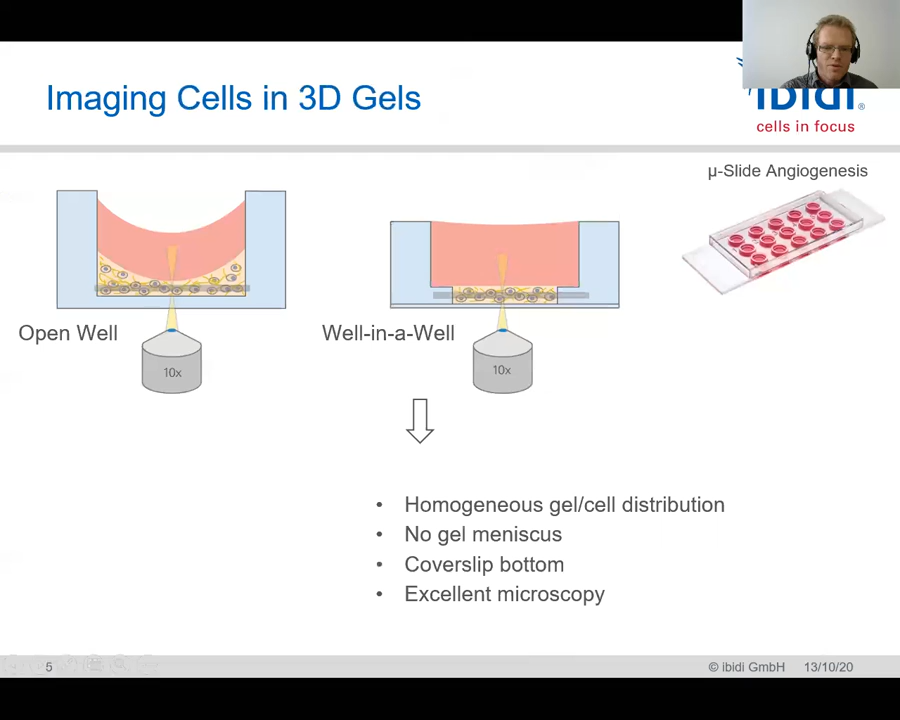 Imaging Cells in 3D Gels
ibidi®
cells in focus
µ-Slide Angiogenesis
Open Well
Well-in-a-Well
10x
10x
• Homogeneous gel/cell distribution
• No gel meniscus
• Coverslip bottom
• Excellent microscopy
5
© ibidi GmbH 13/10/20